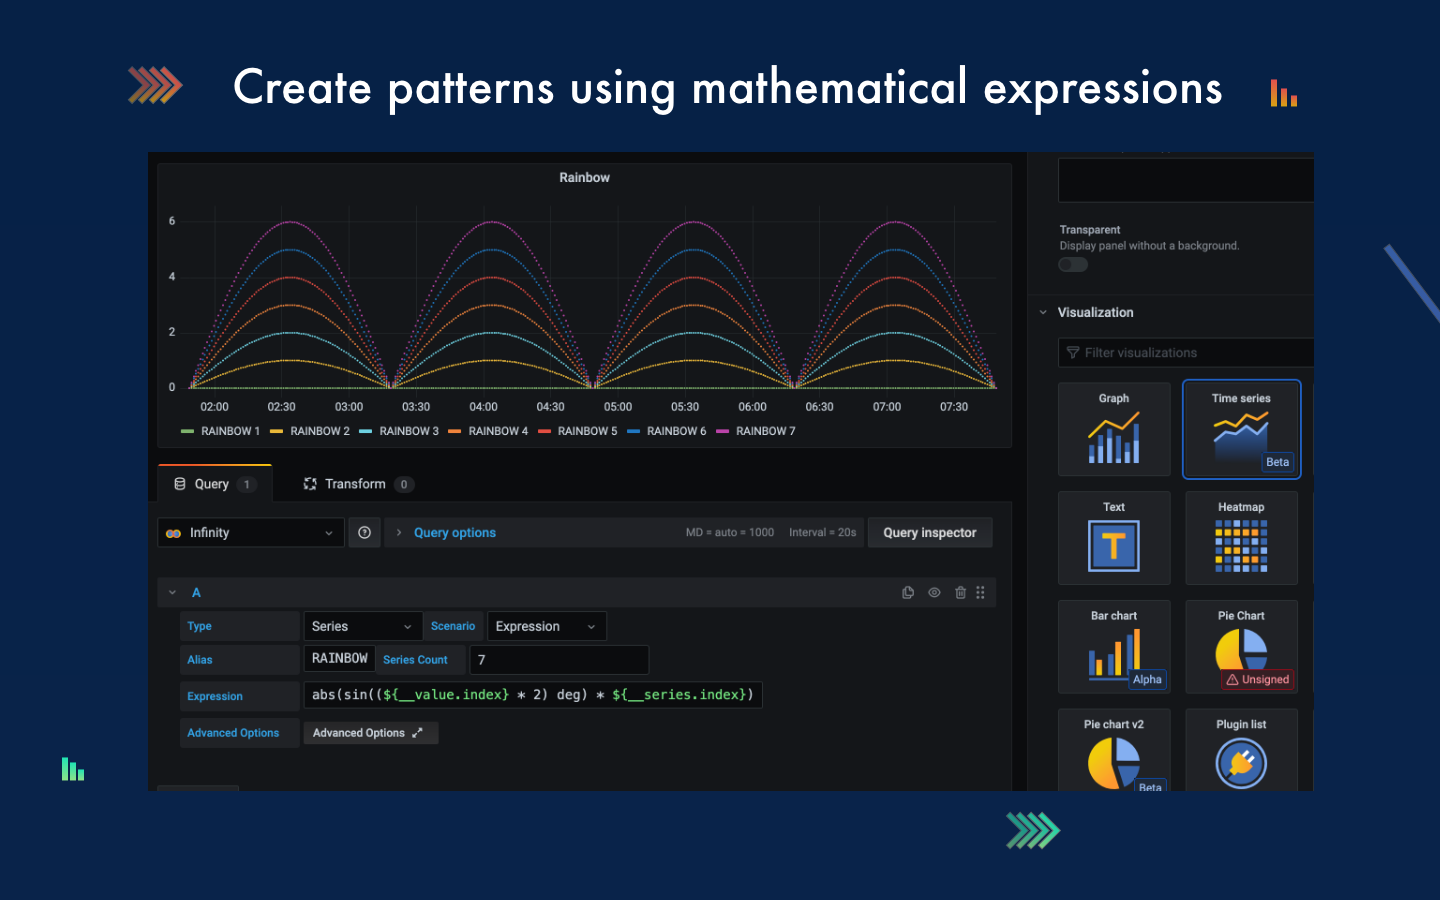 Create patterns using mathematical expressions
Rainbow
6
4
2
0
02:00 02:30 03:00 03:30 04:00 04:30 05:00 05:30 06:00 06:30 07:00 07:30
RAINBOW 1 RAINBOW 2 RAINBOW 3 RAINBOW 4 RAINBOW 5 RAINBOW 6 RAINBOW 7
Query 1 Transform 0
Infinity Query options MD = auto = 1000 Interval = 20s Query inspector
A
Type Series Scenario Expression
Alias RAINBOW Series Count 7
Expression abs(sin((${__value.index} * 2) deg) * ${__series.index})
Advanced Options Advanced Options
Transparent
Display panel without a background.
Visualization
Filter visualizations
Graph Time series
Beta
Text Heatmap
T
Bar chart Pie Chart
Alpha Unsigned
Pie chart v2 Plugin list
Beta